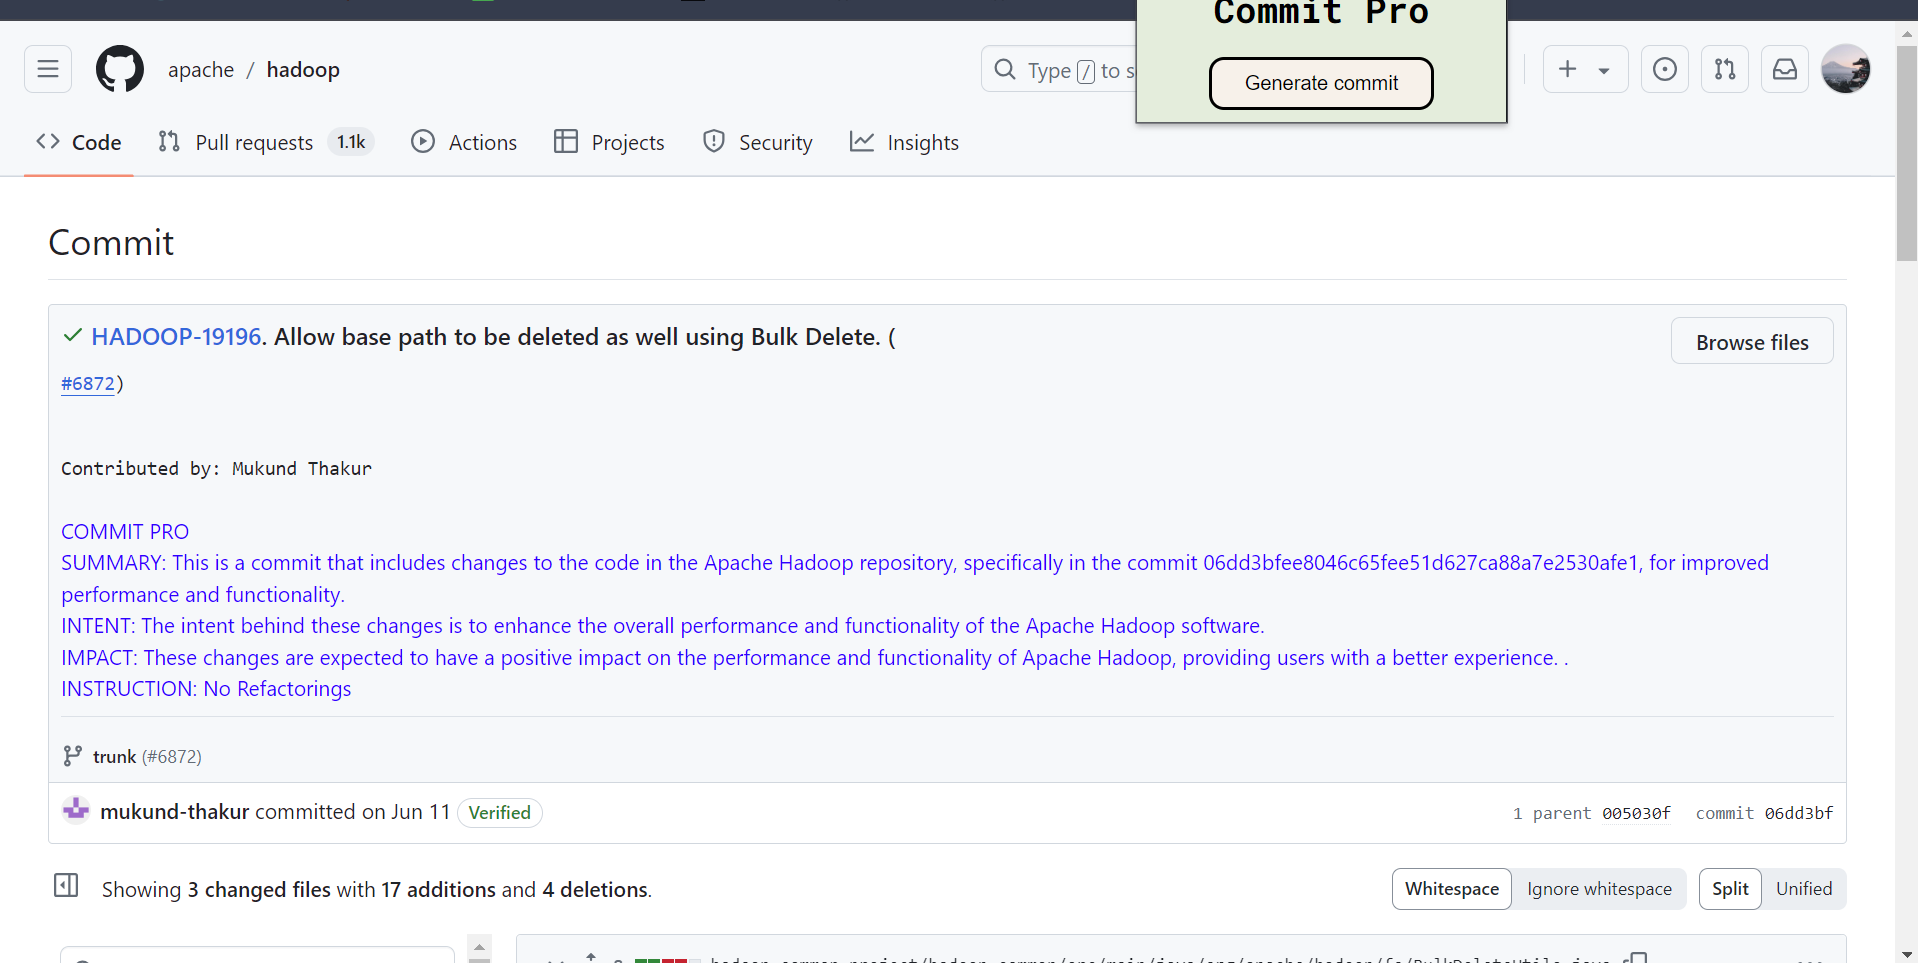 Commit Pro
Generate commit
apache / hadoop
Type / to s
Code
Pull requests 1.1k
Actions
Projects
Security
Insights
Commit
HADOOP-19196. Allow base path to be deleted as well using Bulk Delete. (
Browse files
#6872)
Contributed by: Mukund Thakur
COMMIT PRO
SUMMARY: This is a commit that includes changes to the code in the Apache Hadoop repository, specifically in the commit 06dd3bfee8046c65fee51d627ca88a7e2530afe1, for improved
performance and functionality.
INTENT: The intent behind these changes is to enhance the overall performance and functionality of the Apache Hadoop software.
IMPACT: These changes are expected to have a positive impact on the performance and functionality of Apache Hadoop, providing users with a better experience. .
INSTRUCTION: No Refactorings
trunk (#6872)
mukund-thakur committed on Jun 11 Verified
1 parent 005030f commit 06dd3bf
Showing 3 changed files with 17 additions and 4 deletions.
Whitespace Ignore whitespace
Split Unified